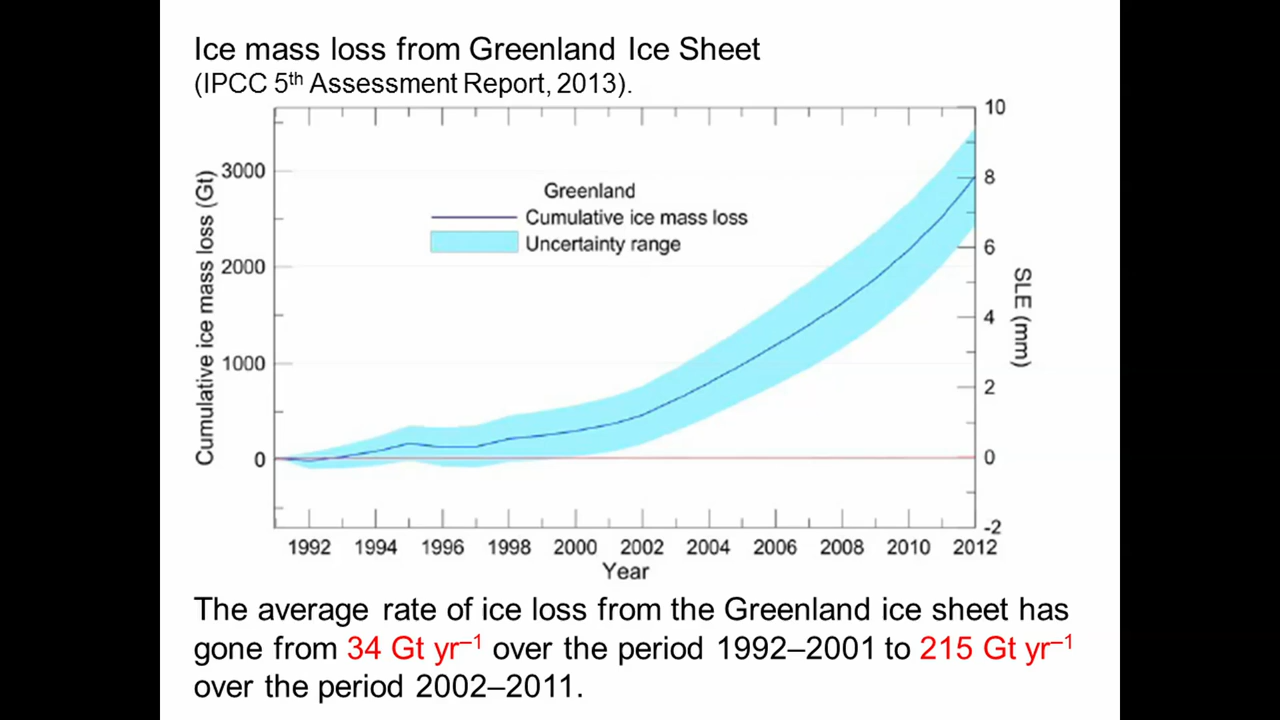 Ice mass loss from Greenland Ice Sheet
(IPCC 5th Assessment Report, 2013).
10
3000
8
Greenland
Cumulative ice mass loss
Uncertainty range
6
2000
Cumulative ice mass loss (Gt)
SLE (mm)
4
1000
2
0
0
-2
1992 1994 1996 1998 2000 2002 2004 2006 2008 2010 2012
Year
The average rate of ice loss from the Greenland ice sheet has
gone from 34 Gt yr⁻¹ over the period 1992–2001 to 215 Gt yr⁻¹
over the period 2002–2011.